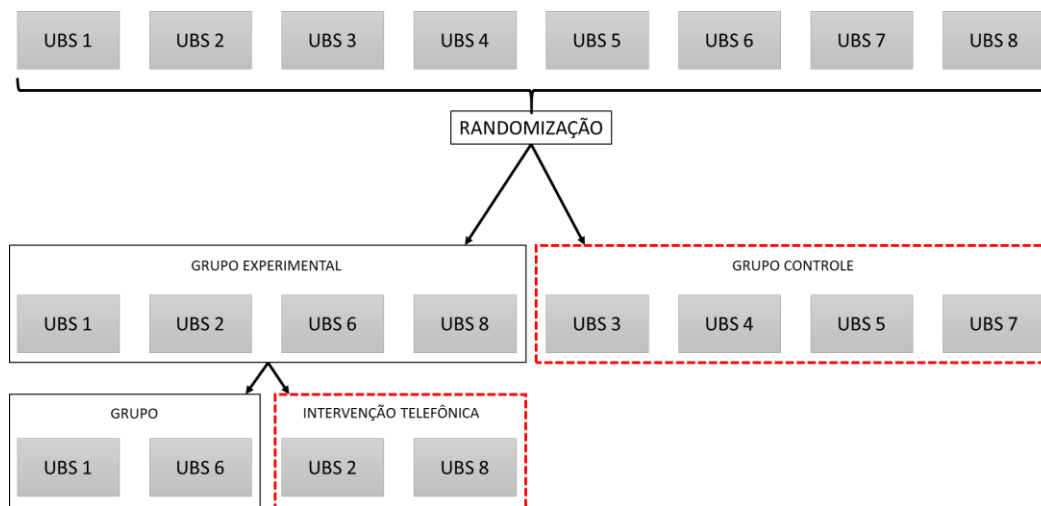 UBS 1 UBS 2 UBS 3 UBS 4 UBS 5 UBS 6 UBS 7 UBS 8
RANDOMIZAÇÃO
GRUPO EXPERIMENTAL
UBS 1 UBS 2 UBS 6 UBS 8
GRUPO CONTROLE
UBS 3 UBS 4 UBS 5 UBS 7
GRUPO
UBS 1 UBS 6
INTERVENÇÃO TELEFÔNICA
UBS 2 UBS 8